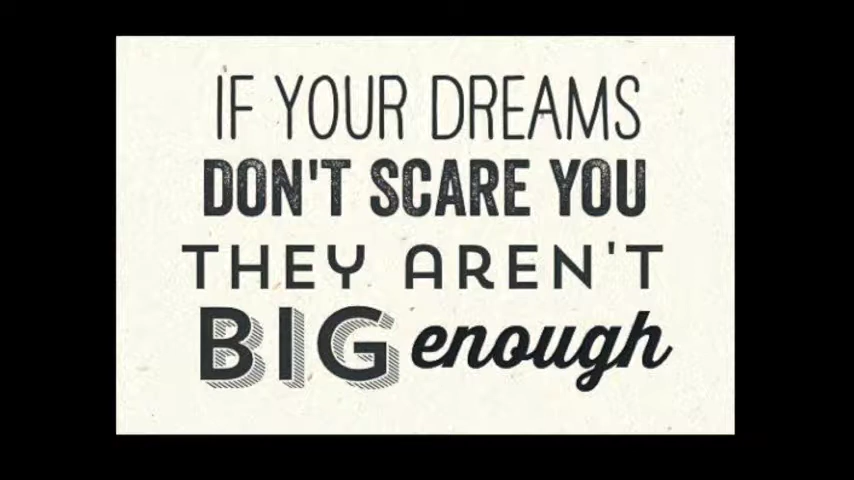 IF YOUR DREAMS
DON'T SCARE YOU
THEY AREN'T
BIG enough